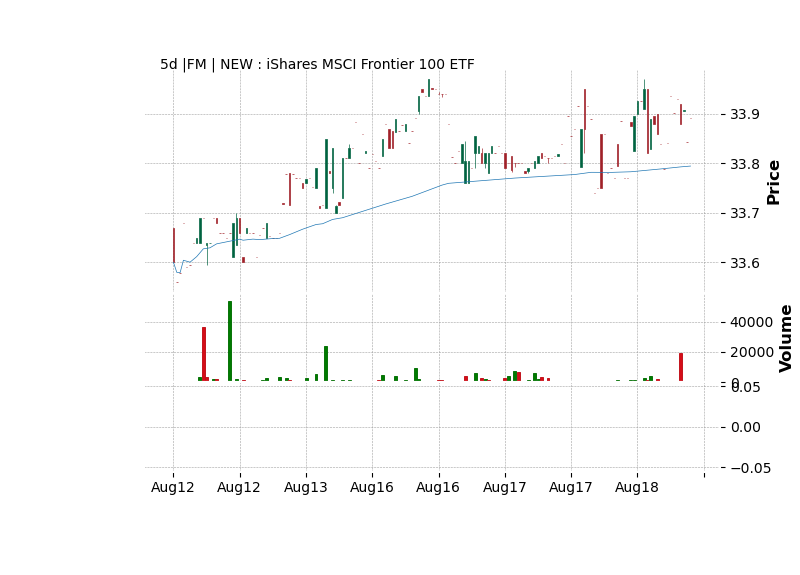 5d |FM | NEW : iShares MSCI Frontier 100 ETF
33.9
33.8
33.7
33.6
Price
40000
20000
0
Volume
0.05
0.00
−0.05
Aug12 Aug12 Aug13 Aug16 Aug16 Aug17 Aug17 Aug18